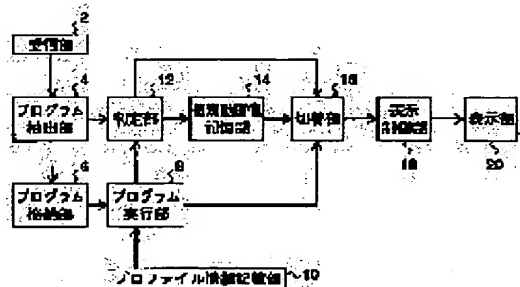 2
受信部
4
12
14
16
プログラム
抽出部
判定部
切替部
表示
制御部
表示部
18
20
6
8
プログラム
格納部
プログラム
実行部
プロファイル情報記憶部
10